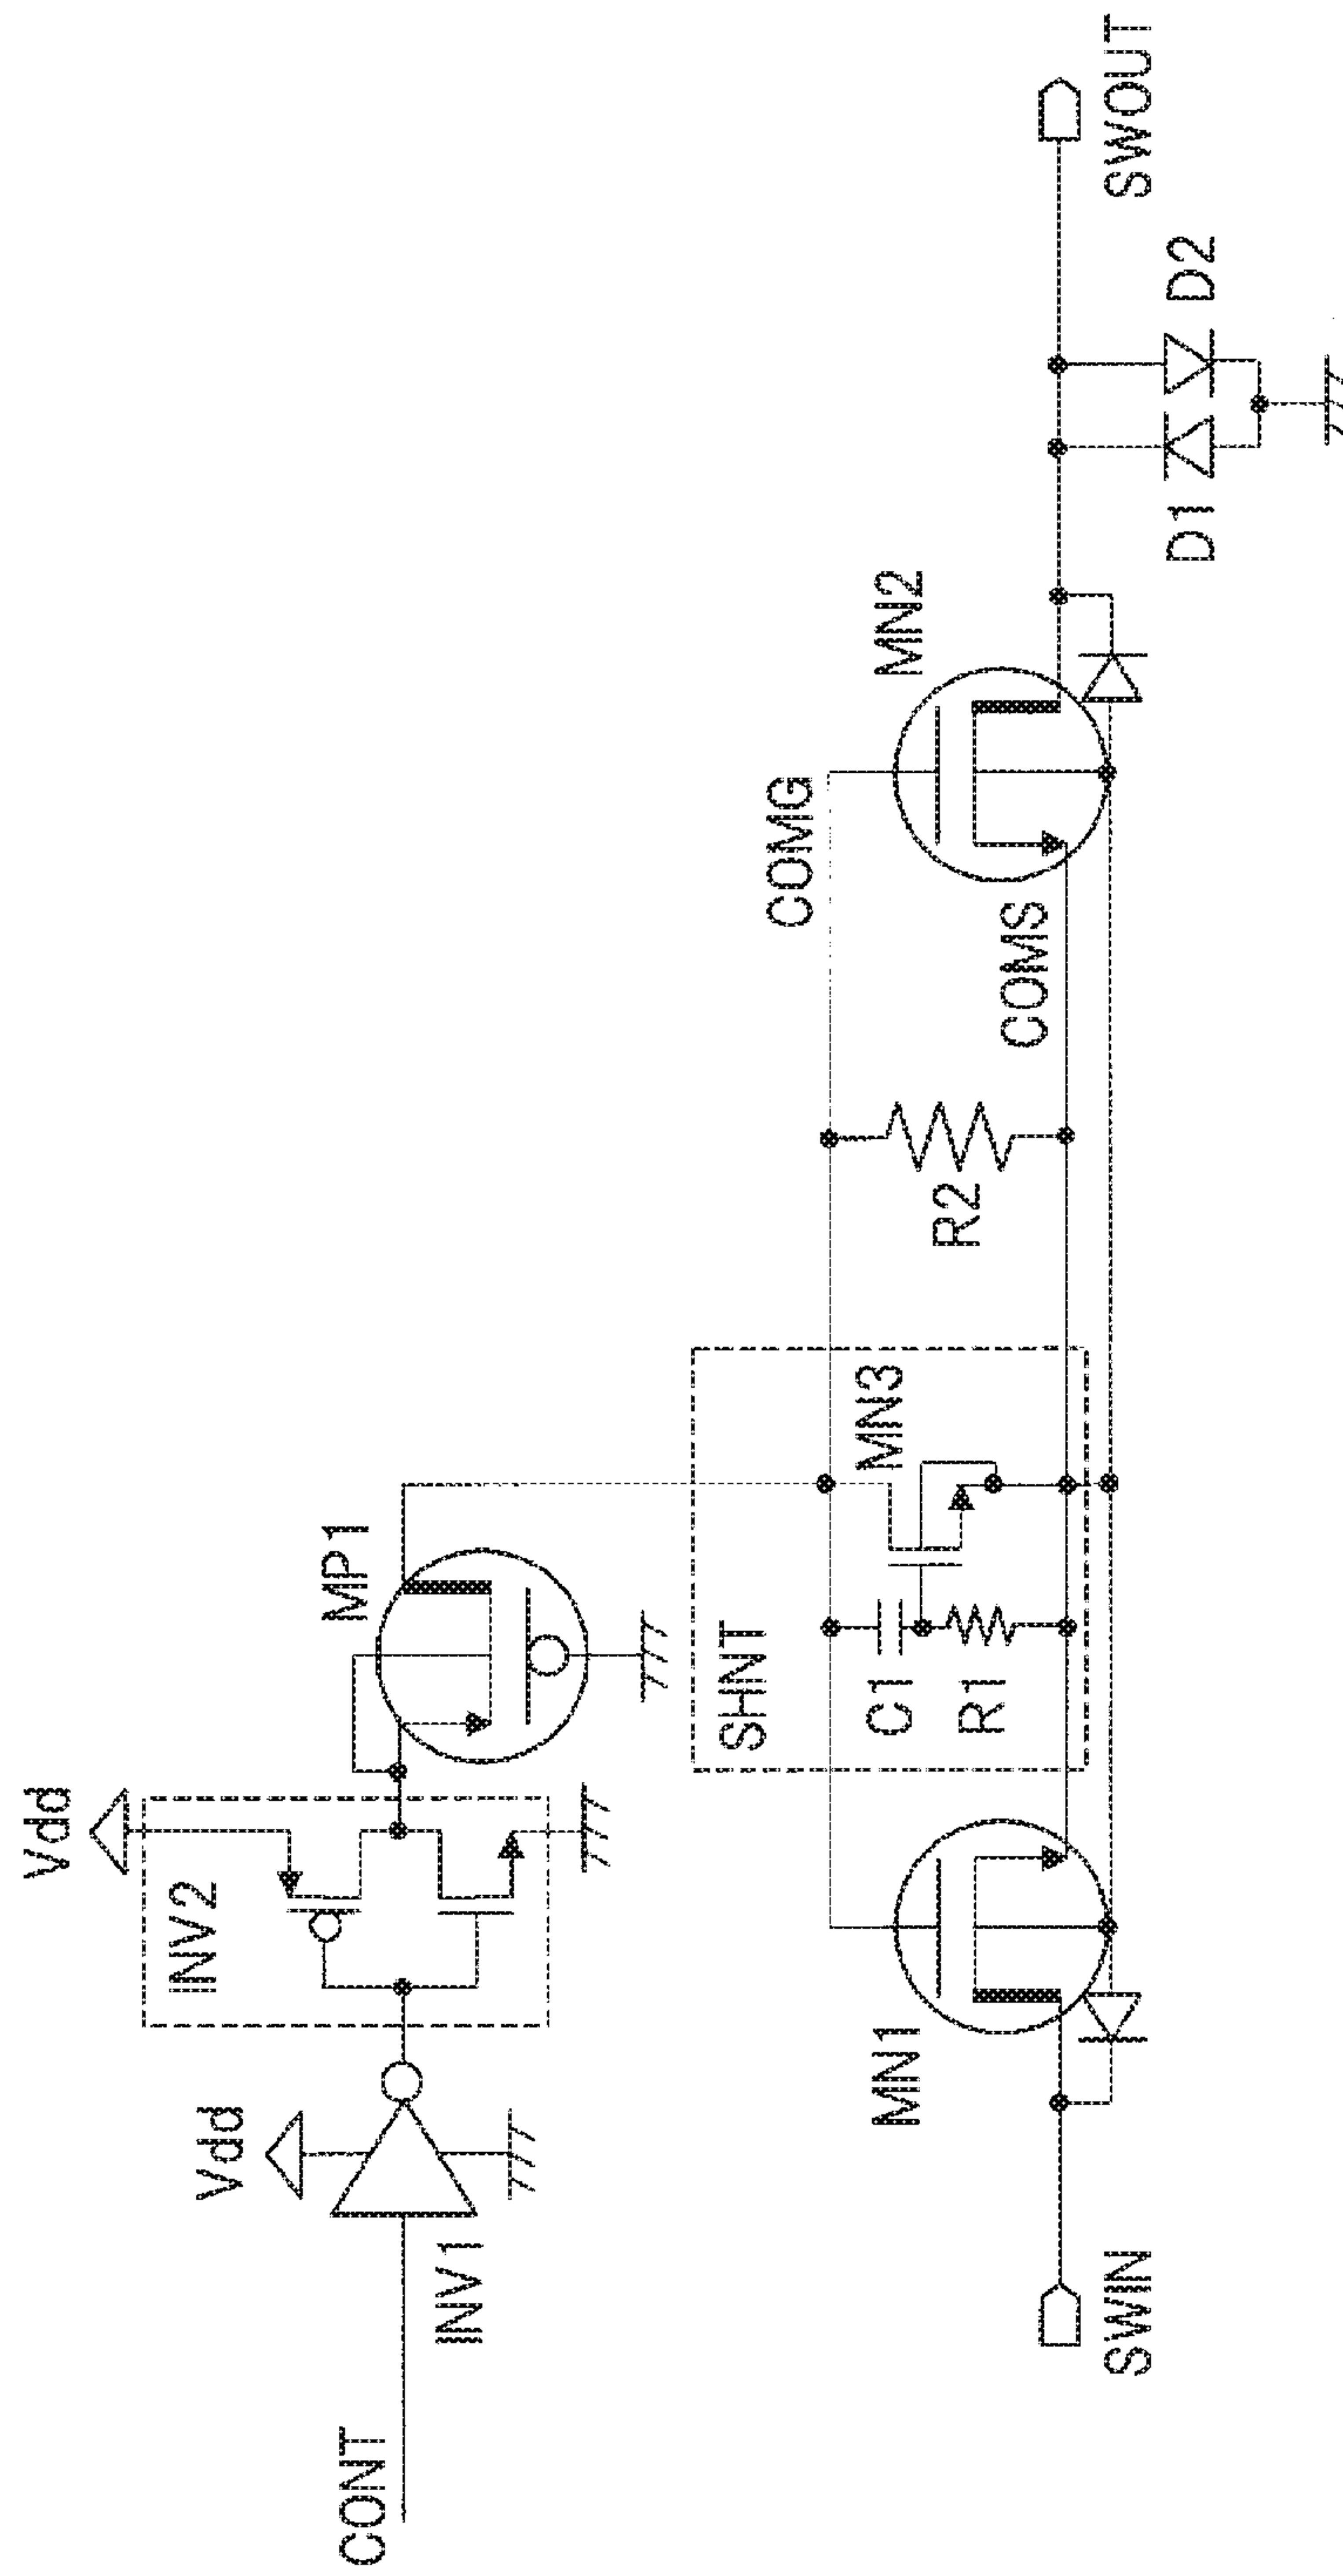 Vdd
INV2
Vdd
CONT
INV1
MP1
SHNT
C1
R1
MN3
R2
COMG
COMS
MN1
MN2
SWIN
D1
D2
SWOUT